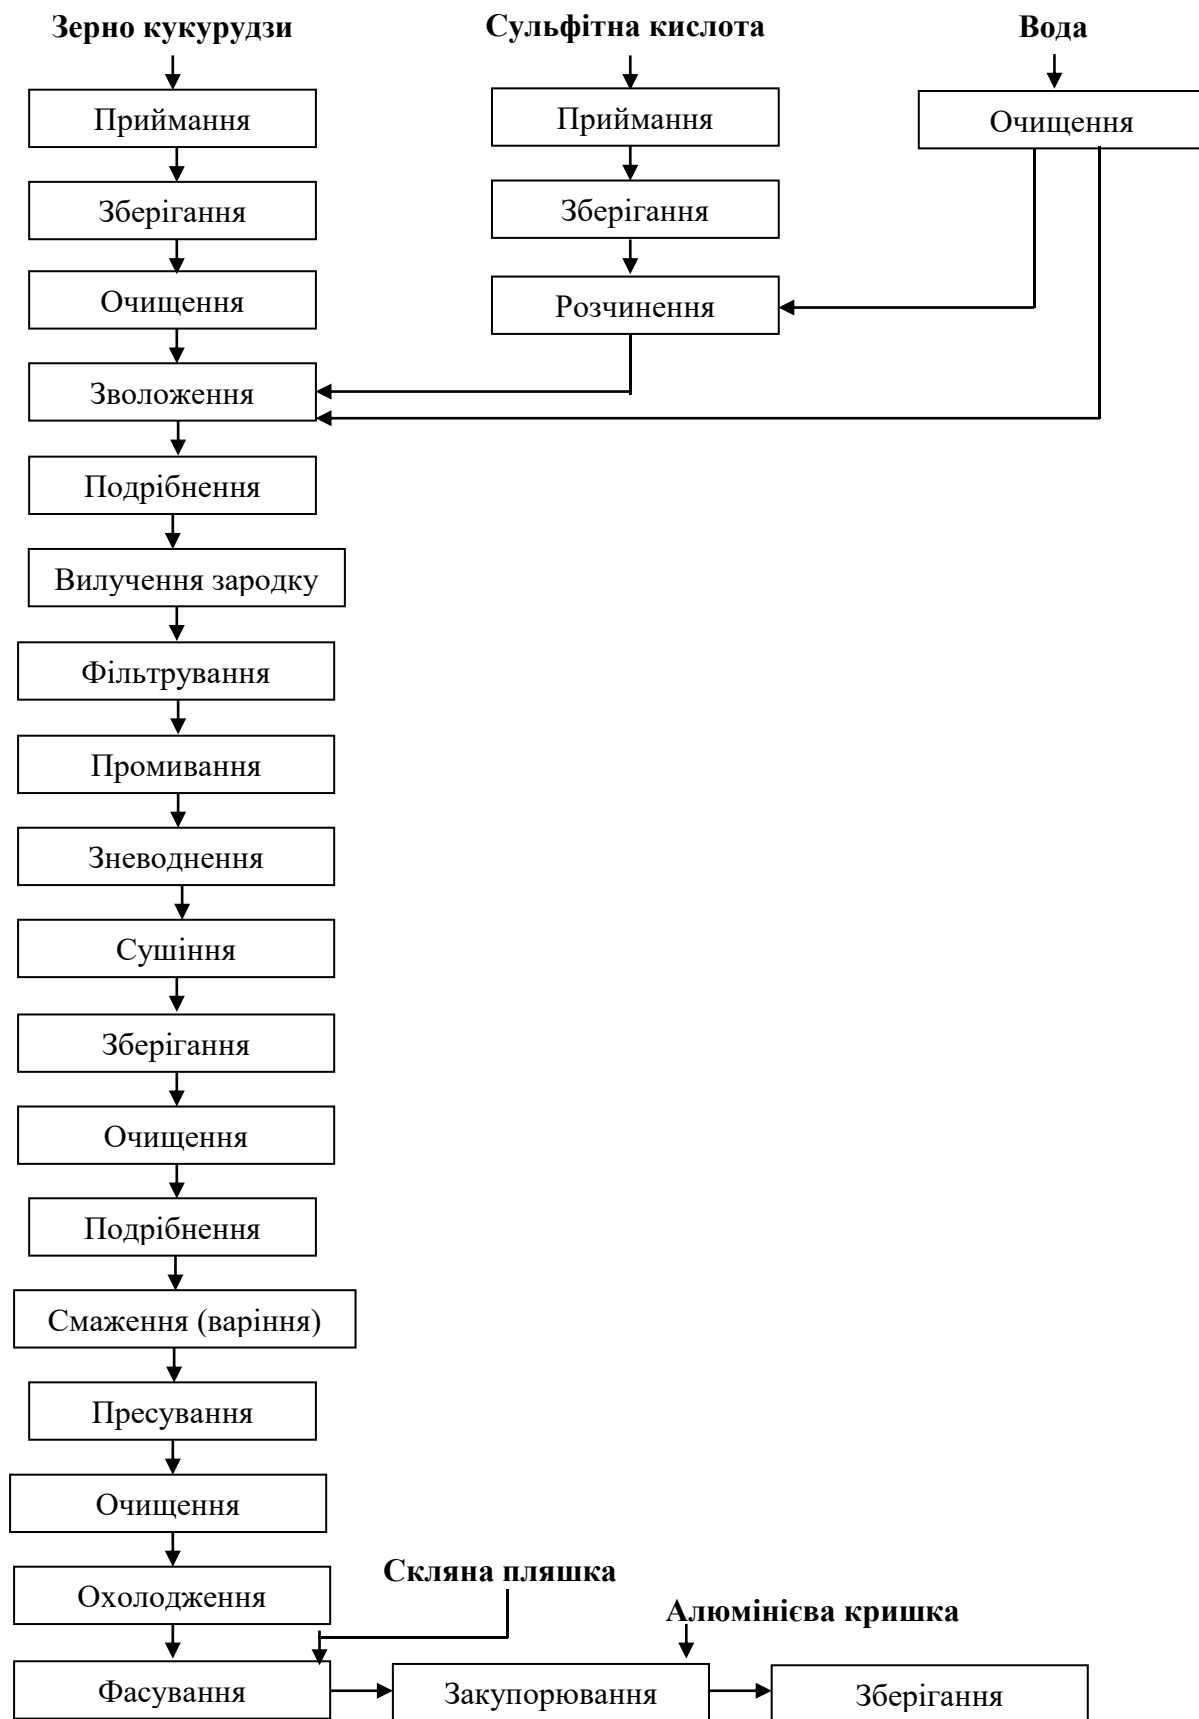 Зерно кукурудзи
Сульфітна кислота
Вода
Приймання
Приймання
Очищення
Зберігання
Зберігання
Очищення
Розчинення
Зволоження
Подрібнення
Вилучення зародку
Фільтрування
Промивання
Зневоднення
Сушіння
Зберігання
Очищення
Подрібнення
Смаження (варіння)
Пресування
Очищення
Охолодження
Скляна пляшка
Алюмінієва кришка
Фасування
Закупорювання
Зберігання